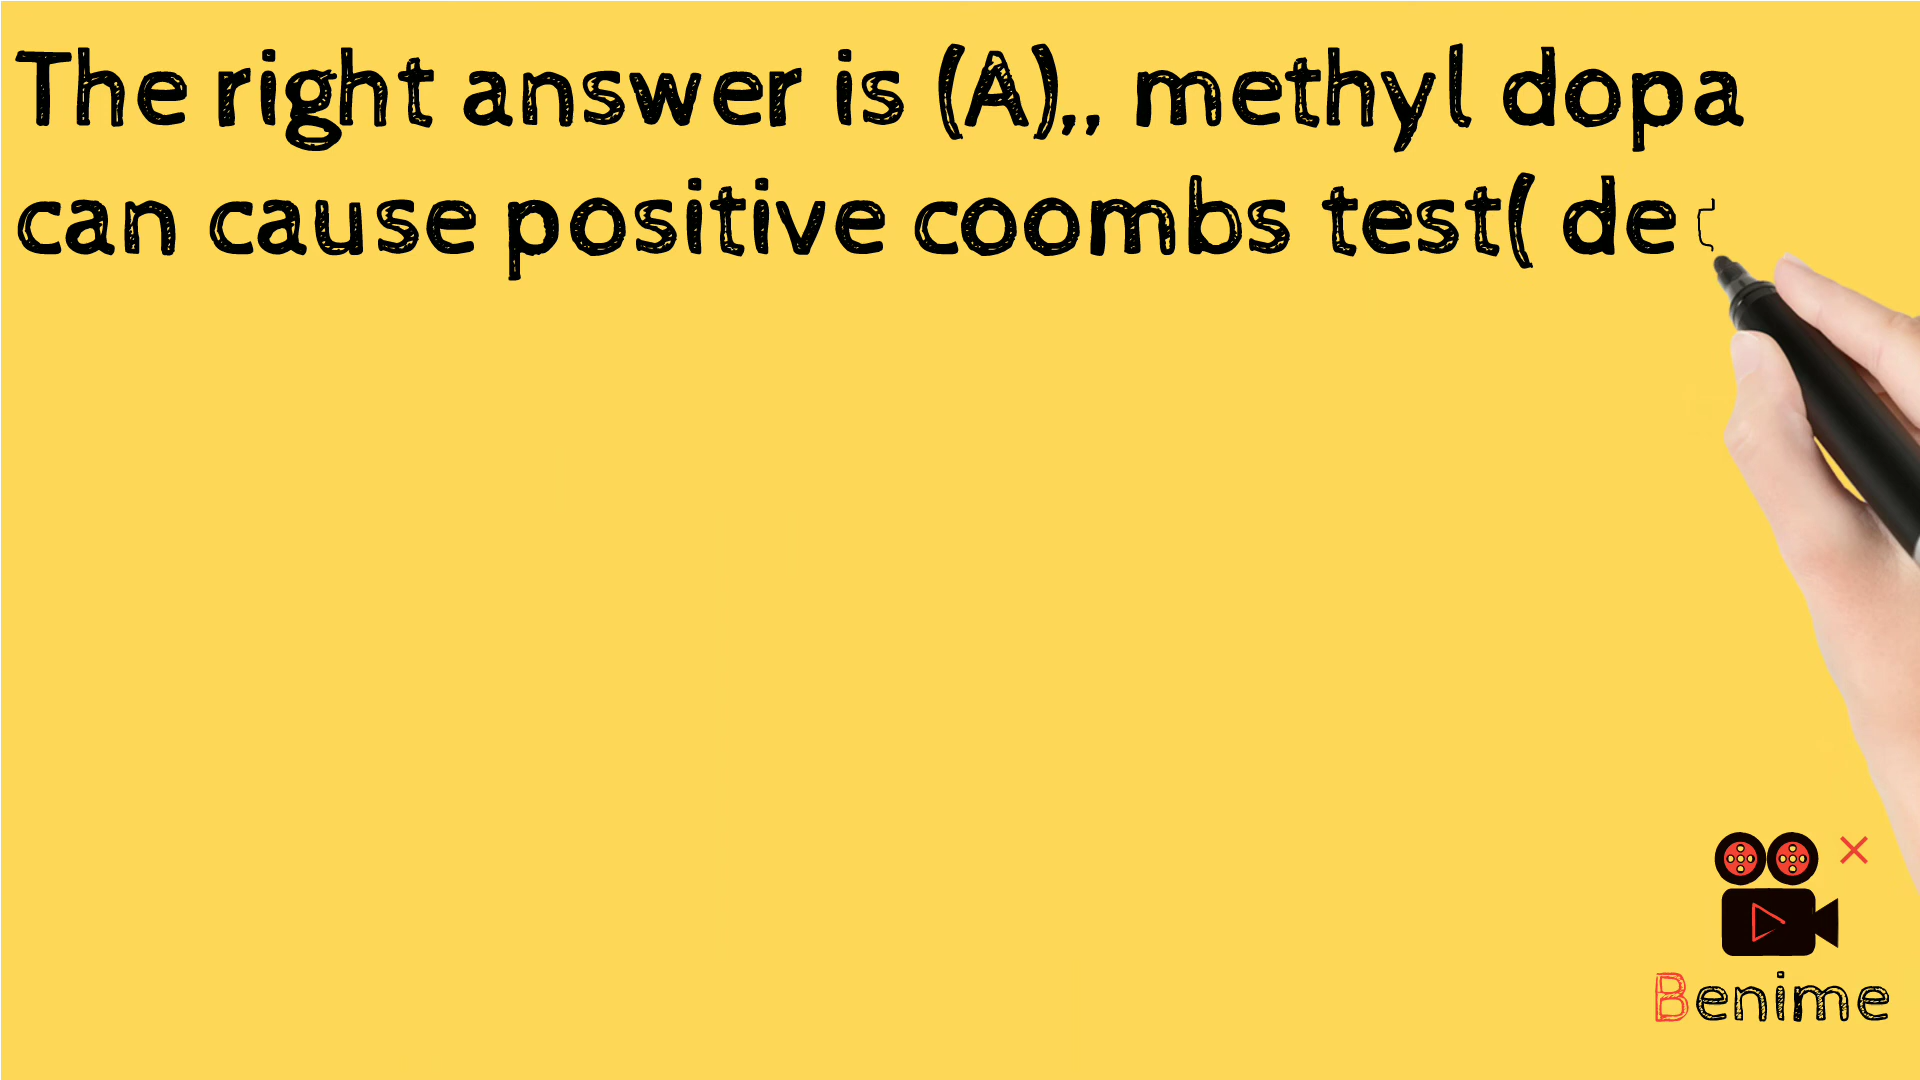 The right answer is (A),, methyl dopa
can cause positive coombs test( de
Benime